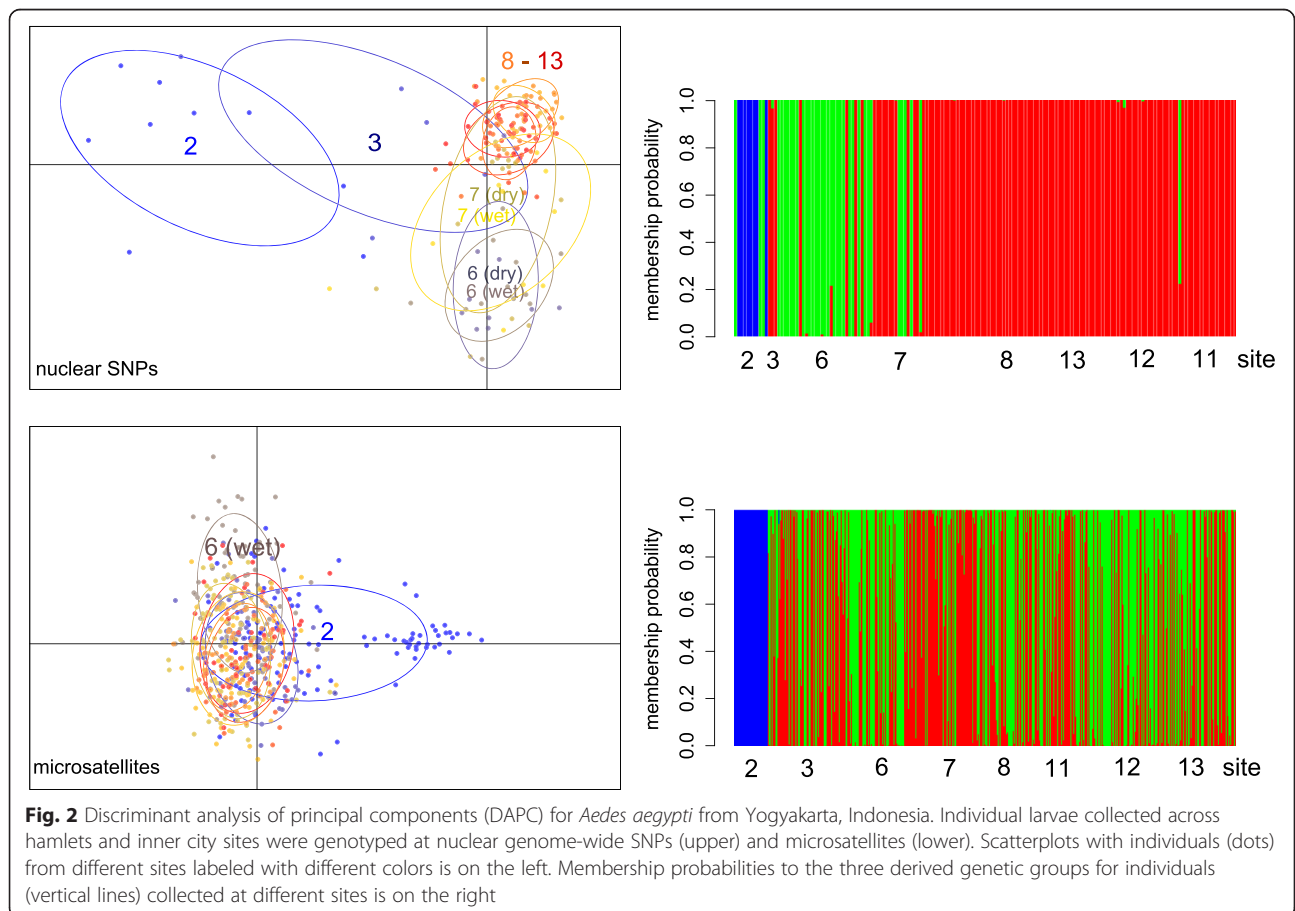 8 - 13
2
3
7 (dry)
7 (wet)
6 (dry)
6 (wet)
nuclear SNPs
membership probability
0.0 0.2 0.4 0.6 0.8 1.0
2 3 6 7 8 13 12 11 site
6 (wet)
2
microsatellites
membership probability
0.0 0.2 0.4 0.6 0.8 1.0
2 3 6 7 8 11 12 13 site
Fig. 2 Discriminant analysis of principal components (DAPC) for Aedes aegypti from Yogyakarta, Indonesia. Individual larvae collected across
hamlets and inner city sites were genotyped at nuclear genome-wide SNPs (upper) and microsatellites (lower). Scatterplots with individuals (dots)
from different sites labeled with different colors is on the left. Membership probabilities to the three derived genetic groups for individuals
(vertical lines) collected at different sites is on the right